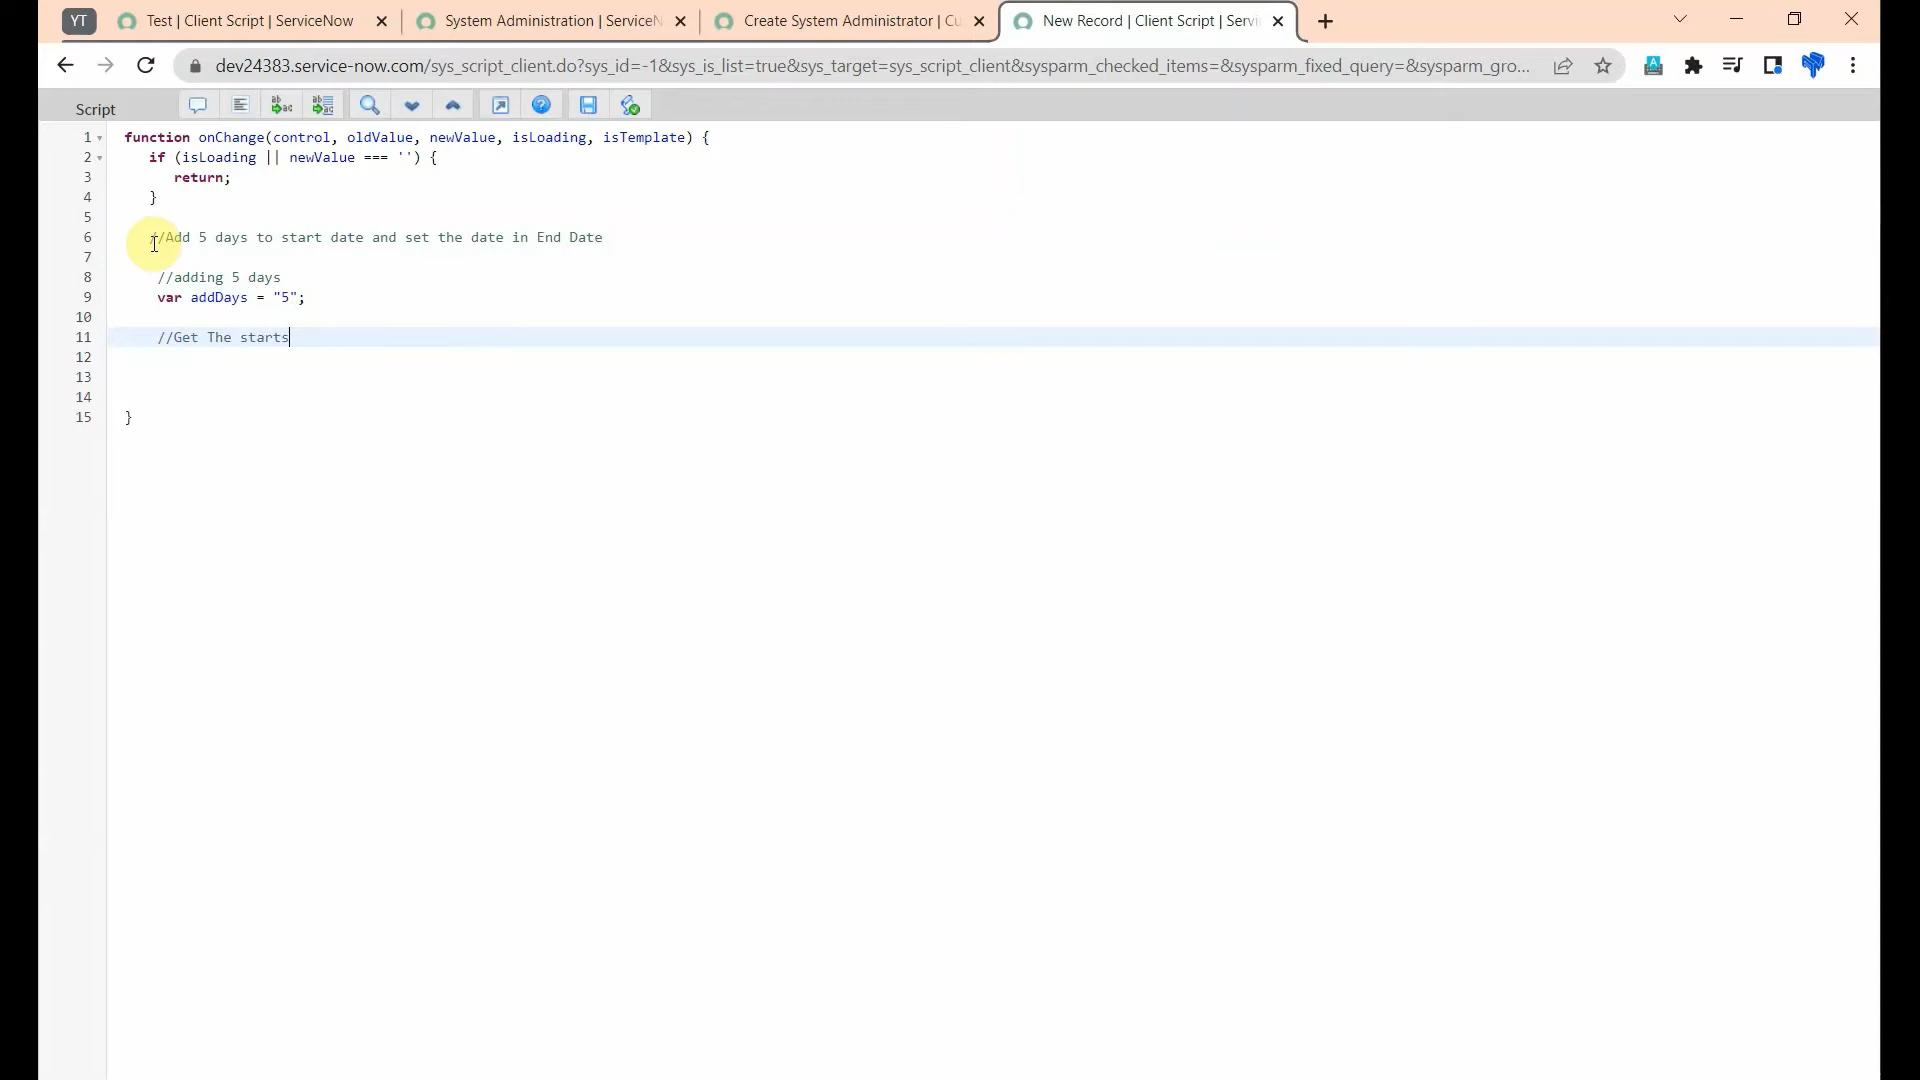 YT
Test | Client Script | ServiceNow
System Administration | ServiceN
Create System Administrator | Cu
New Record | Client Script | Servi
dev24383.service-now.com/sys_script_client.do?sys_id=-1&sys_is_list=true&sys_target=sys_script_client&sysparm_checked_items=&sysparm_fixed_query=&sysparm_gro...
Script
1 function onChange(control, oldValue, newValue, isLoading, isTemplate) {
2 if (isLoading || newValue === '') {
3 return;
4 }
5
6 //Add 5 days to start date and set the date in End Date
7
8 //adding 5 days
9 var addDays = "5";
10
11 //Get The starts
12
13
14
15 }